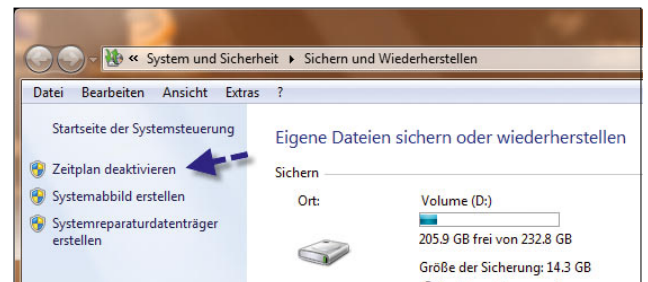 « System und Sicherheit ▸ Sichern und Wiederherstellen
Datei Bearbeiten Ansicht Extras ?
Startseite der Systemsteuerung
Zeitplan deaktivieren
Systemabbild erstellen
Systemreparaturdatenträger
erstellen
Eigene Dateien sichern oder wiederherstellen
Sichern
Ort:
Volume (D:)
205.9 GB frei von 232.8 GB
Größe der Sicherung: 14.3 GB